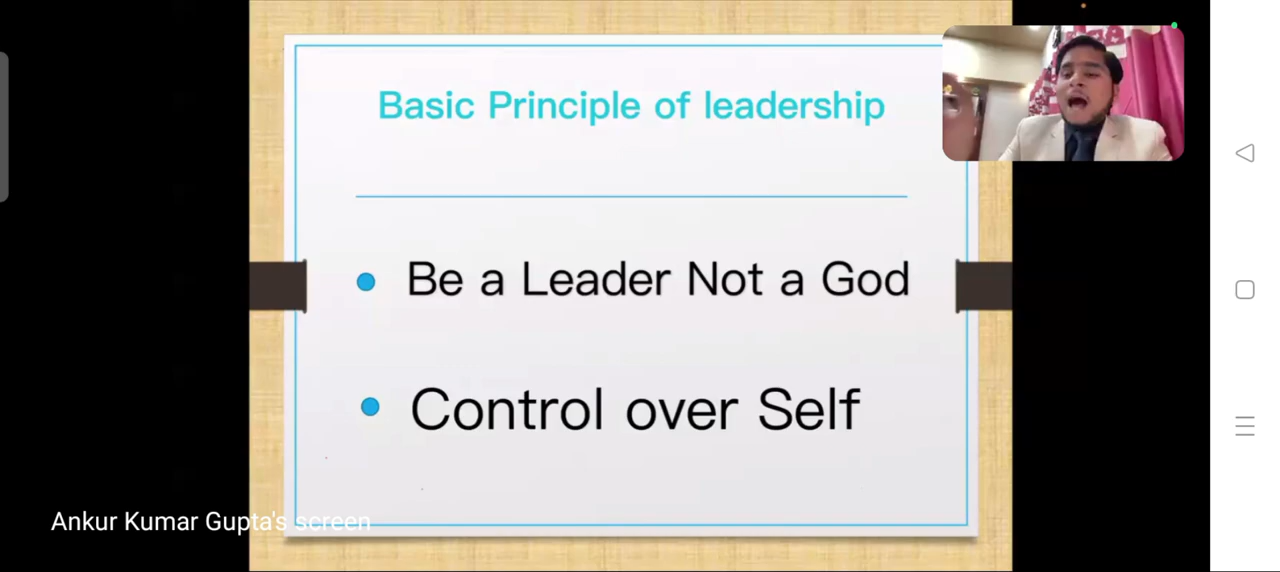 Basic Principle of leadership
Be a Leader Not a God
Control over Self
Ankur Kumar Gupta's screen